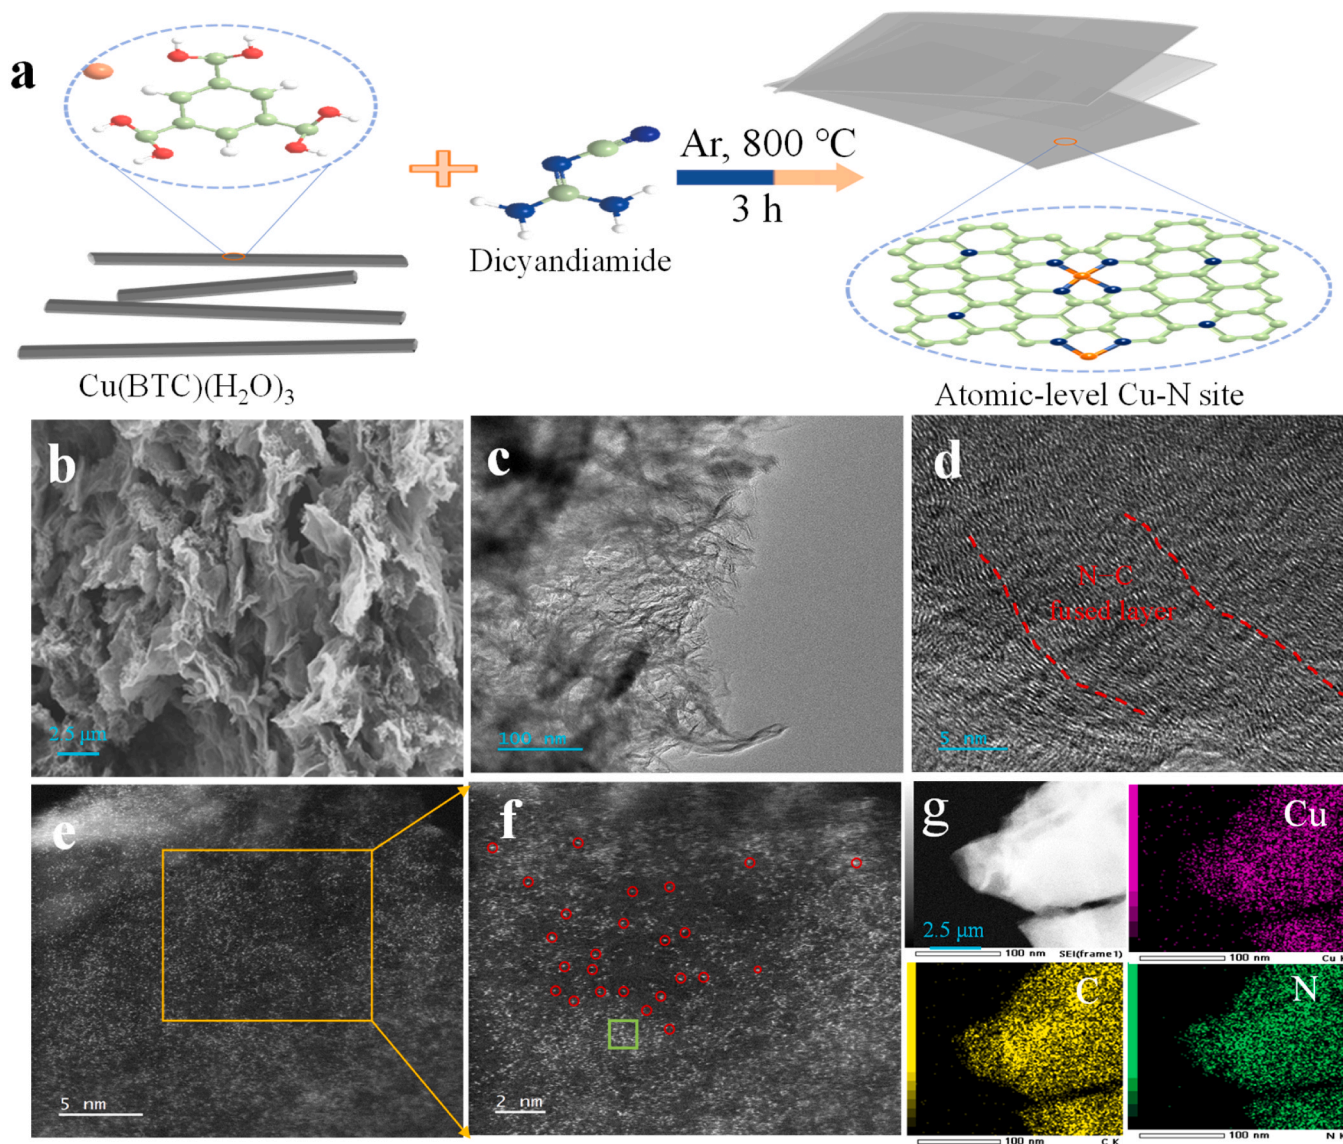 a
Ar, 800 °C
3 h
Dicyandiamide
Cu(BTC)(H₂O)₃
Atomic-level Cu-N site
b
2.5 μm
c
100 nm
d
N C
fused layer
5 nm
e
5 nm
f
2 nm
g
2.5 μm
100 nm
SEI(frame1)
Cu
100 nm
Cu K
C
100 nm
C K
N
100 nm
N K